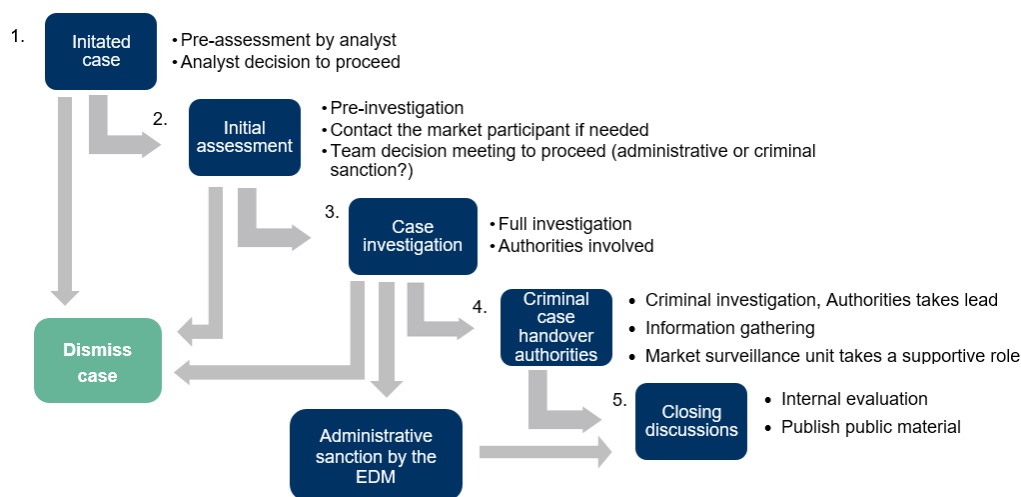 1.
Initated
case
• Pre-assessment by analyst
• Analyst decision to proceed
2.
Initial
assessment
• Pre-investigation
• Contact the market participant if needed
• Team decision meeting to proceed (administrative or criminal
sanction?)
3.
Case
investigation
• Full investigation
• Authorities involved
4.
Criminal
case
handover
authorities
• Criminal investigation, Authorities takes lead
• Information gathering
• Market surveillance unit takes a supportive role
Dismiss
case
Administrative
sanction by the
EDM
5.
Closing
discussions
• Internal evaluation
• Publish public material